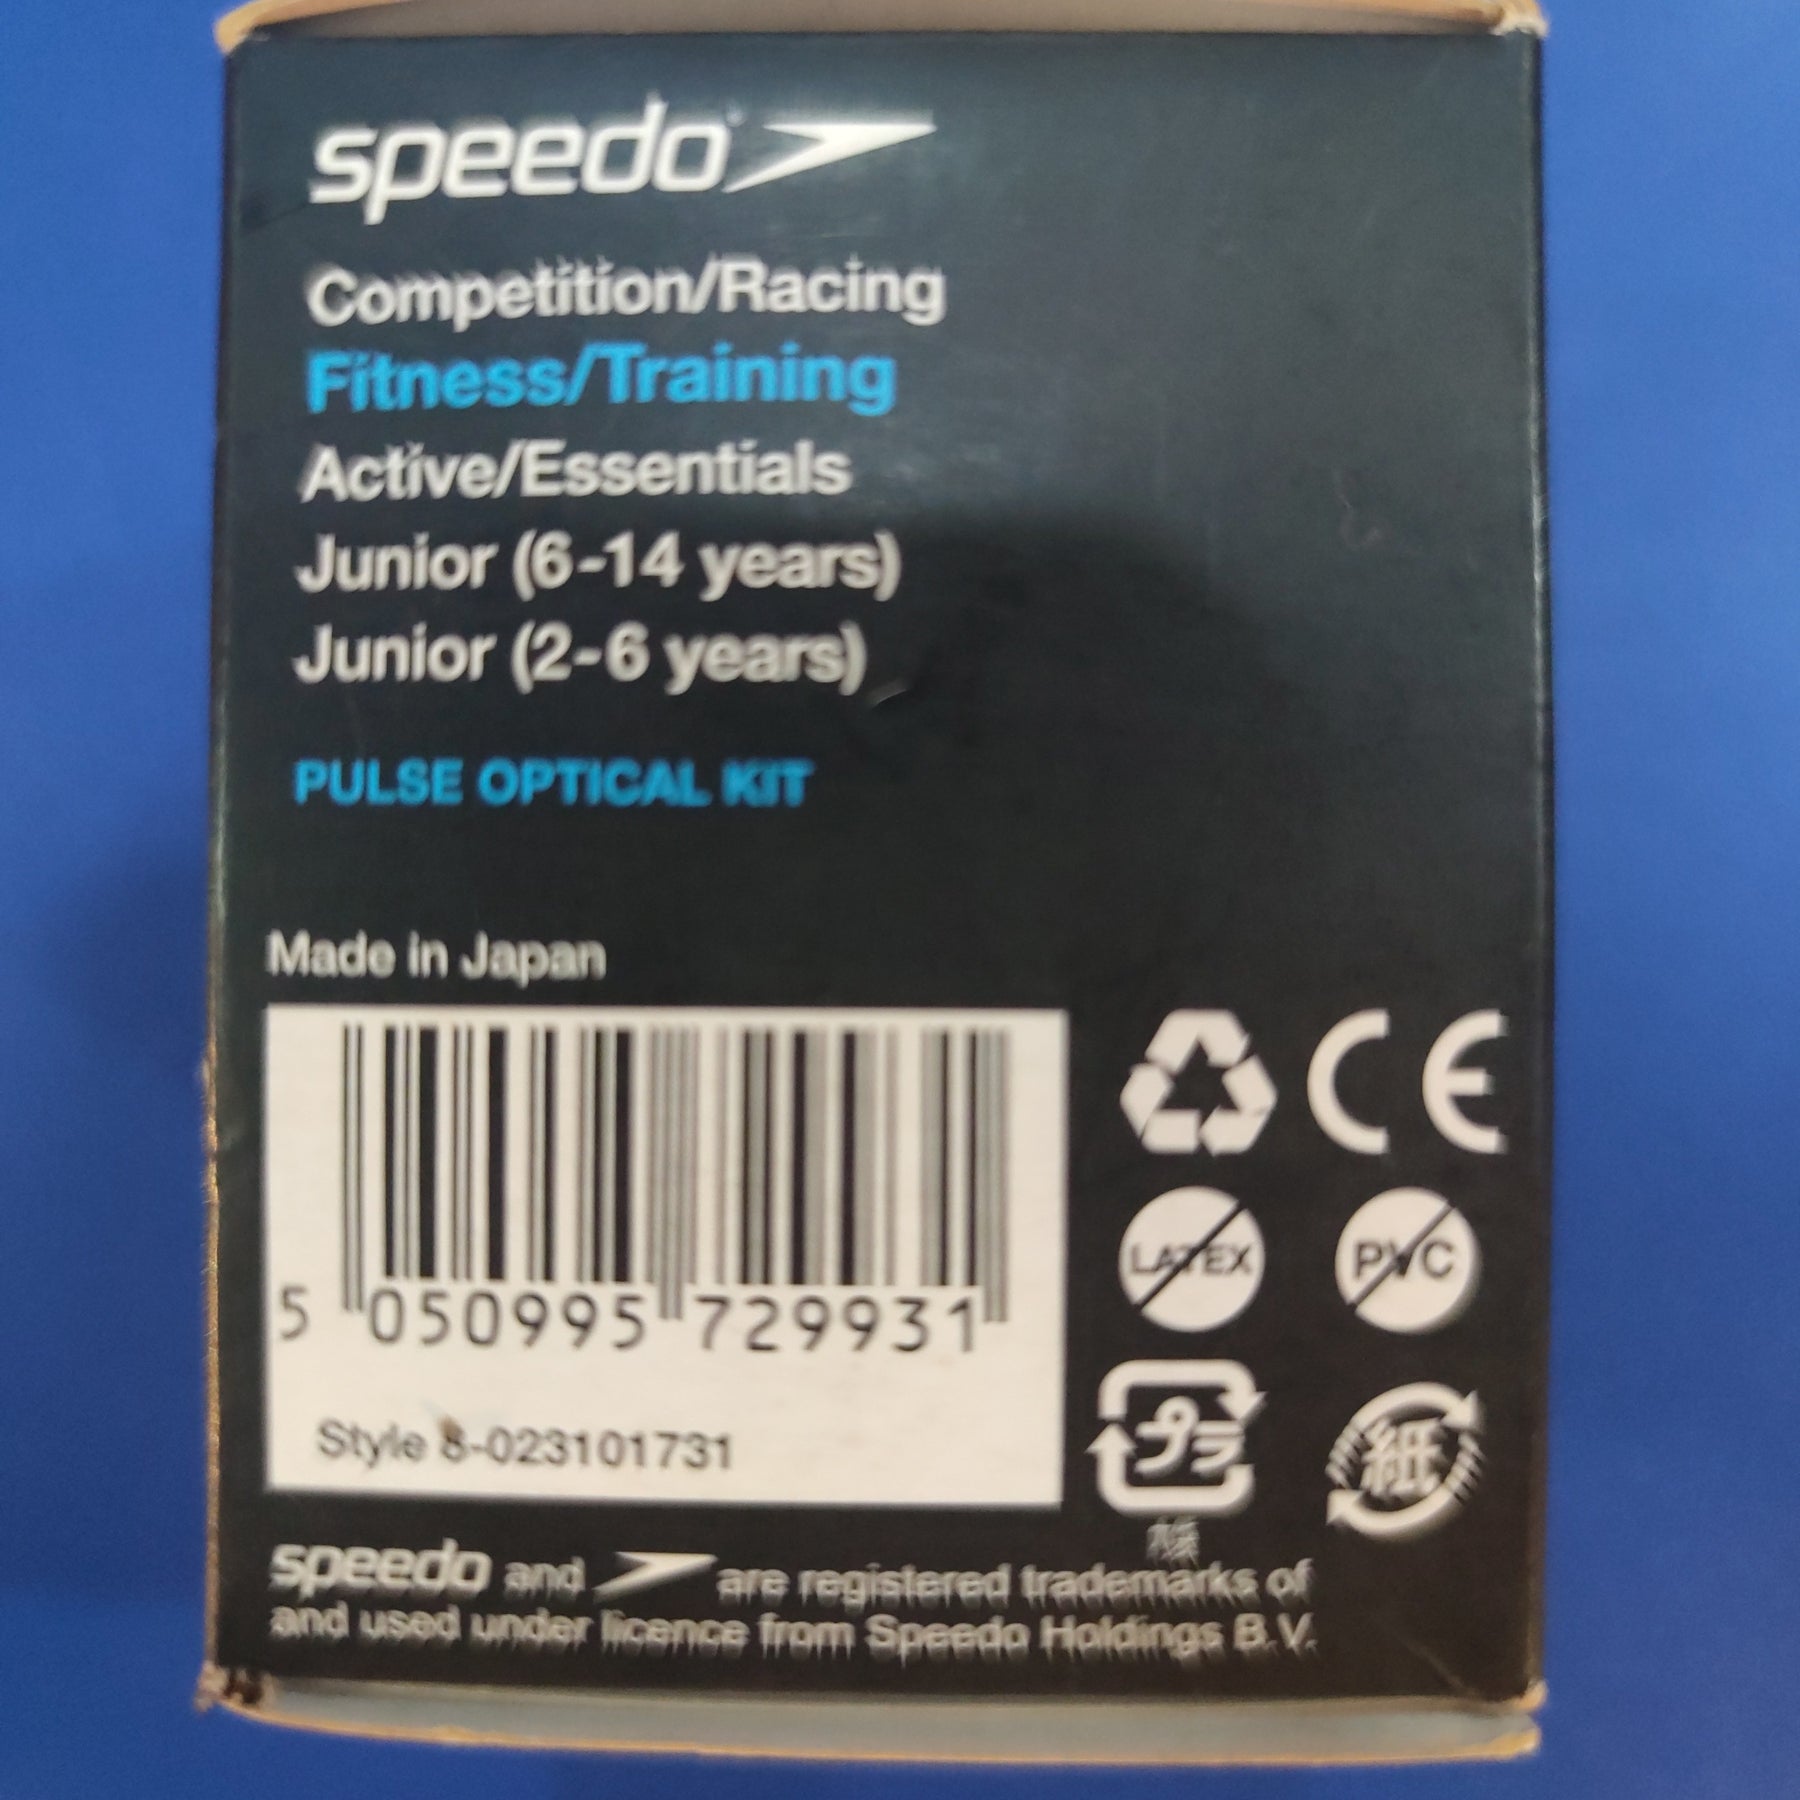 speedo
Competition/Racing
Fitness/Training
Active/Essentials
Junior (6-14 years)
Junior (2-6 years)
PULSE OPTICAL KIT
Made in Japan
5 050995 729931
Style 8-023101731
CE
LATEX
PVC
プラ
紙
speedo and are registered trademarks of
and used under licence from Speedo Holdings B.V.